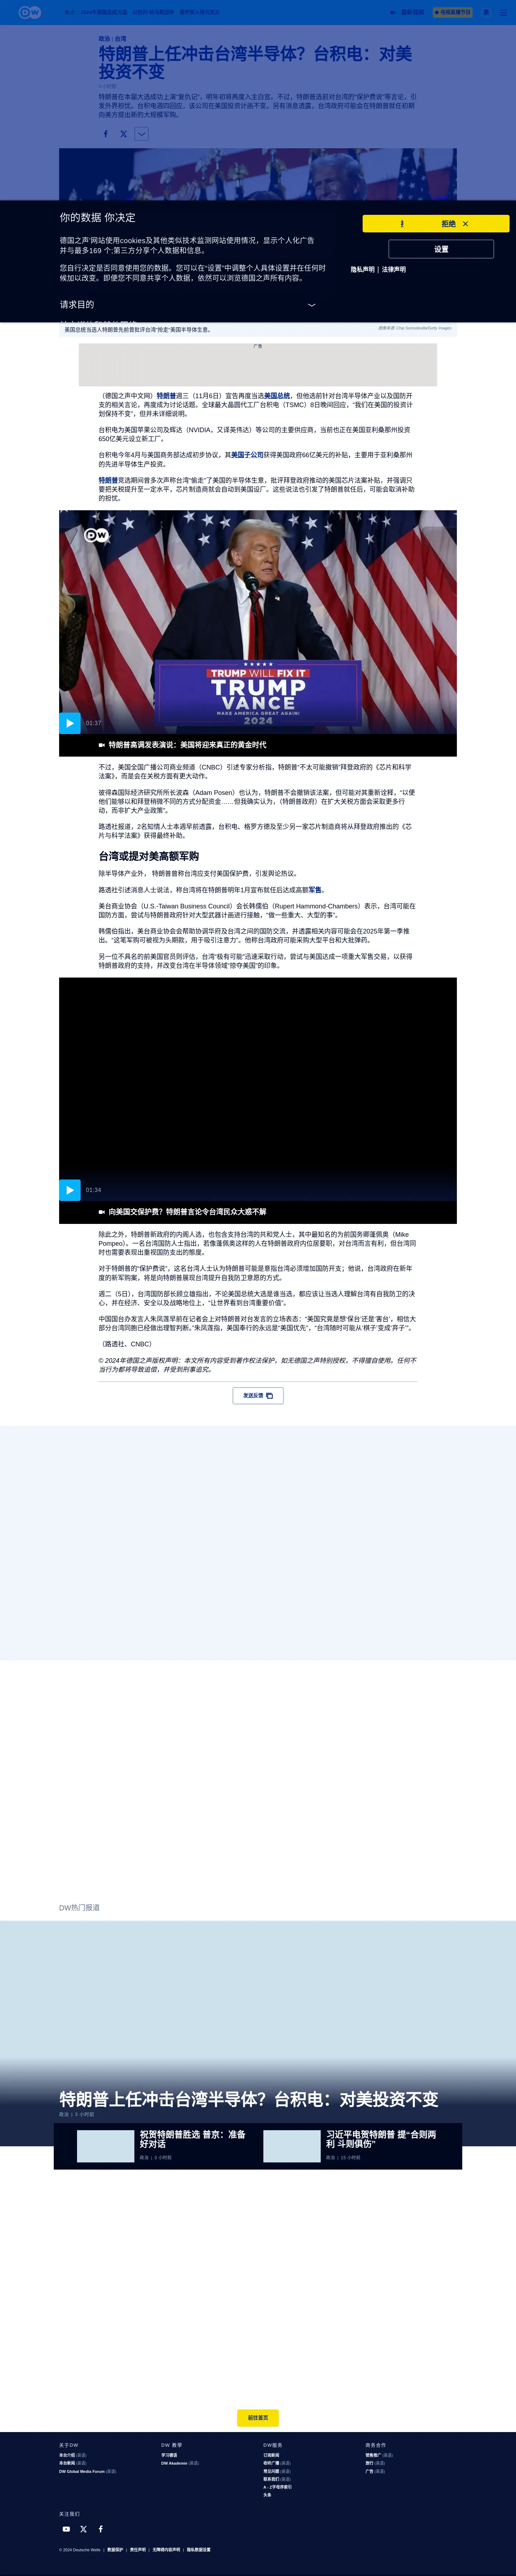 DW
2024年美国总统大选
最新视频
在线直播节目
政治 | 台湾
特朗普上任冲击台湾半导体？台积电：对美
投资不变
特朗普在本届大选成功上演“复仇记”，明年初将再度入主白宫。不过，特朗普选前对台湾的“保护费说”等言论，引
发外界担忧。台积电週四回应，该公司在美国投资计画不变。另有消息透露，台湾政府可能会在特朗普就任初期
向美方提出新的大规模军购。
你的数据 你决定
德国之声'网站使用cookies及其他类似技术监测网站使用情况，显示个人化广告
并与最多169 个;第三方分享个人数据和信息。
您自行决定是否同意使用您的数据。您可以在“设置”中调整个人具体设置并在任何时
候加以改变。即便您不同意个人数据，依然可以浏览德国之声所有内容。
请求目的
拒绝
设置
隐私声明 | 法律声明
美国总统当选人特朗普先前曾批评台湾“抢走”美国半导体生意。
图像来源: Chip Somodevilla/Getty Images
广告
（德国之声中文网）特朗普週三（11月6日）宣告再度当选美国总统，但他选前针对台湾半导体产业以及国防开
支的相关言论，再度成为讨论话题。全球最大晶圆代工厂台积电（TSMC）8日晚间回应，“我们在美国的投资计
划保持不变”，但并未详细说明。
台积电为美国苹果公司及辉达（NVIDIA，又译英伟达）等公司的主要供应商，当前也正在美国亚利桑那州投资
650亿美元设立新工厂。
台积电今年4月与美国商务部达成初步协议，其美国子公司获得美国政府66亿美元的补贴，主要用于亚利桑那州
的先进半导体生产投资。
特朗普竞选期间曾多次声称台湾“偷走”了美国的半导体生意，批评拜登政府推动的美国芯片法案补贴，并强调只
要把关税提升至一定水平，芯片制造商就会自动到美国设厂。这些说法也引发了特朗普就任后，可能会取消补助
的担忧。
DW
TRUMP WILL FIX IT
TRUMP
VANCE
MAKE AMERICA GREAT AGAIN!
2024
01:37
特朗普高调发表演说：美国将迎来真正的黄金时代
不过，美国全国广播公司商业频道（CNBC）引述专家分析指，特朗普“不太可能撤销”拜登政府的《芯片和科学
法案》，而是会在关税方面有更大动作。
彼得森国际经济研究所所长波森（Adam Posen）也认为，特朗普不会撤销该法案，但可能对其重新诠释，“以便
他们能够以和拜登稍微不同的方式分配资金……但我确实认为，（特朗普政府）在扩大关税方面会采取更多行
动，而非扩大产业政策”。
路透社报道，2名知情人士本週早前透露，台积电、格罗方德及至少另一家芯片制造商将从拜登政府推出的《芯
片与科学法案》获得最终补助。
台湾或提对美高额军购
除半导体产业外， 特朗普曾称台湾应支付美国保护费，引发舆论热议。
路透社引述消息人士说法，称台湾将在特朗普明年1月宣布就任后达成高额军售。
美台商业协会（U.S.-Taiwan Business Council）会长韩儒伯（Rupert Hammond-Chambers）表示，台湾可能在
国防方面，尝试与特朗普政府针对大型武器计画进行接触，“做一些重大、大型的事”。
韩儒伯指出，美台商业协会会帮助协调华府及台湾之间的国防交流，并透露相关内容可能会在2025年第一季推
出。“这笔军购可被视为头期款，用于吸引注意力”。他称台湾政府可能采购大型平台和大批弹药。
另一位不具名的前美国官员则评估，台湾“极有可能”迅速采取行动，尝试与美国达成一项重大军售交易，以获得
特朗普政府的支持，并改变台湾在半导体领域“掠夺美国”的印象。
01:34
向美国交保护费？特朗普言论令台湾民众大惑不解
除此之外，特朗普新政府的内阁人选，也包含支持台湾的共和党人士，其中最知名的为前国务卿蓬佩奥（Mike
Pompeo）。一名台湾国防人士指出，若像蓬佩奥这样的人在特朗普政府内位居要职，对台湾而言有利，但台湾同
时也需要表现出重视国防支出的态度。
对于特朗普的“保护费说”，这名台湾人士认为特朗普可能是意指台湾必须增加国防开支；他说，台湾政府在新年
度的新军购案，将是向特朗普展现台湾提升自我防卫意愿的方式。
週二（5日），台湾国防部长顾立雄指出，不论美国总统大选是谁当选，都应该让当选人理解台湾有自我防卫的决
心，并在经济、安全以及战略地位上，“让世界看到台湾重要价值”。
中国国台办发言人朱凤莲早前在记者会上对特朗普对台发言的立场表态：“美国究竟是想‘保台’还是‘害台’，相信大
部分台湾同胞已经做出理智判断。”朱凤莲指，美国奉行的永远是“美国优先”，“台湾随时可能从‘棋子’变成‘弃子’”。
（路透社、CNBC）
© 2024年德国之声版权声明：本文所有内容受到著作权法保护，如无德国之声特别授权，不得擅自使用。任何不
当行为都将导致追偿，并受到刑事追究。
发送反馈
DW热门报道
特朗普上任冲击台湾半导体？台积电：对美投资不变
政治 | 5 小时前
祝贺特朗普胜选 普京：准备
好对话
政治 | 3 小时前
习近平电贺特朗普 提“合则两
利 斗则俱伤”
政治 | 15 小时前
前往首页
关于DW
本台介绍 (英语)
本台新闻 (英语)
DW Global Media Forum (英语)
DW 教学
学习德语
DW Akademie (英语)
DW服务
订阅新闻
收听广播 (英语)
常见问题 (英语)
联系我们 (英语)
A - Z字母序索引
头条
商务合作
销售推广 (英语)
旅行 (英语)
广告 (英语)
关注我们
© 2024 Deutsche Welle | 数据保护 | 责任声明 | 无障碍内容声明 | 隐私数据设置